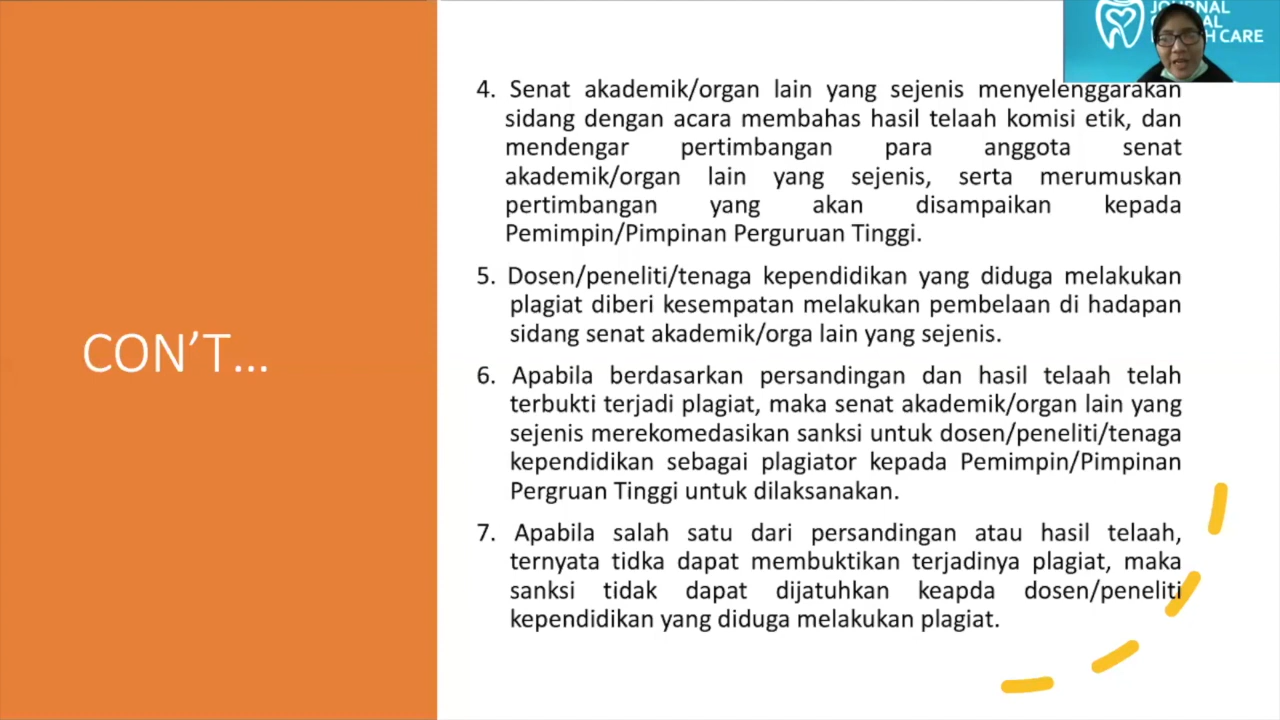 JOURNAL
CARE
CON’T...
4. Senat akademik/organ lain yang sejenis menyelenggarakan
sidang dengan acara membahas hasil telaah komisi etik, dan
mendengar pertimbangan para anggota senat
akademik/organ lain yang sejenis, serta merumuskan
pertimbangan yang akan disampaikan kepada
Pemimpin/Pimpinan Perguruan Tinggi.
5. Dosen/peneliti/tenaga kependidikan yang diduga melakukan
plagiat diberi kesempatan melakukan pembelaan di hadapan
sidang senat akademik/orga lain yang sejenis.
6. Apabila berdasarkan persandingan dan hasil telaah telah
terbukti terjadi plagiat, maka senat akademik/organ lain yang
sejenis merekomedasikan sanksi untuk dosen/peneliti/tenaga
kependidikan sebagai plagiator kepada Pemimpin/Pimpinan
Pergruan Tinggi untuk dilaksanakan.
7. Apabila salah satu dari persandingan atau hasil telaah,
ternyata tidka dapat membuktikan terjadinya plagiat, maka
sanksi tidak dapat dijatuhkan keapda dosen/peneliti
kependidikan yang diduga melakukan plagiat.